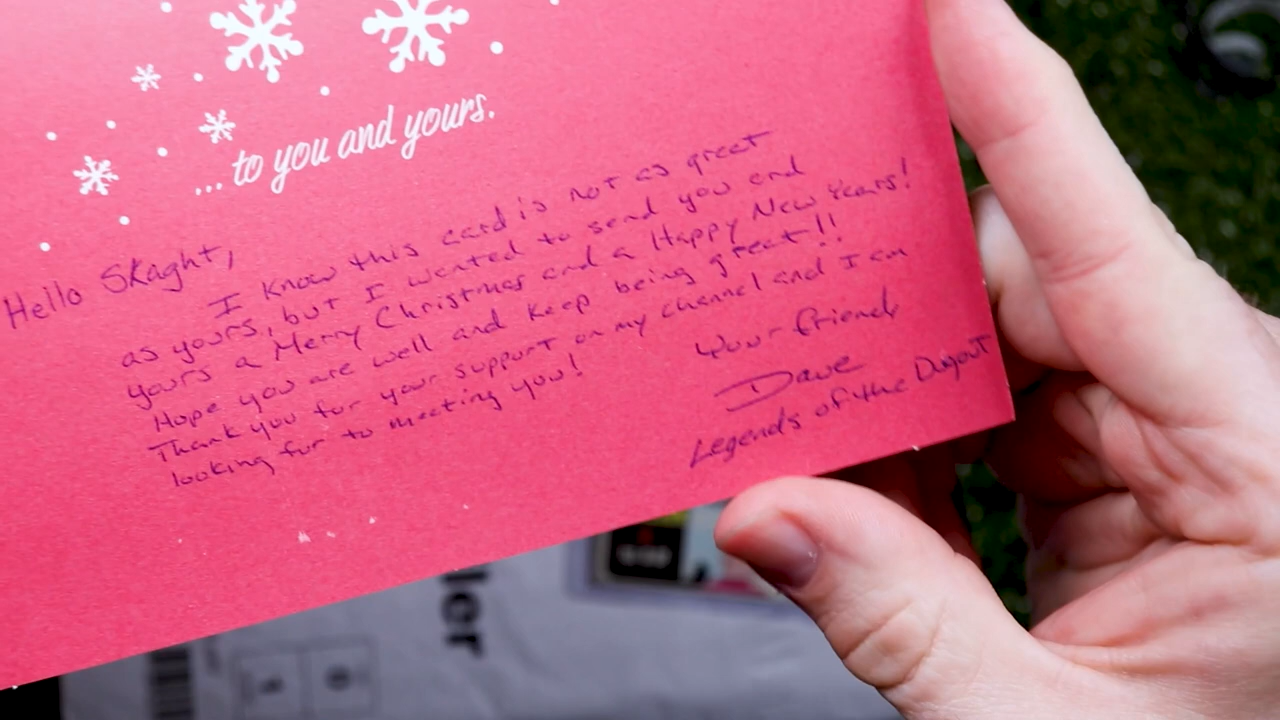 ... to you and yours.
Hello Skaght,
I know this card is not as great
as yours, but I wanted to send you and
yours a Merry Christmas and a Happy New Years!
Hope you are well and keep being great!!
Thank you for your support on my channel and I am
looking for to meeting you!
Your friend
Dave
Legends of the Dugout